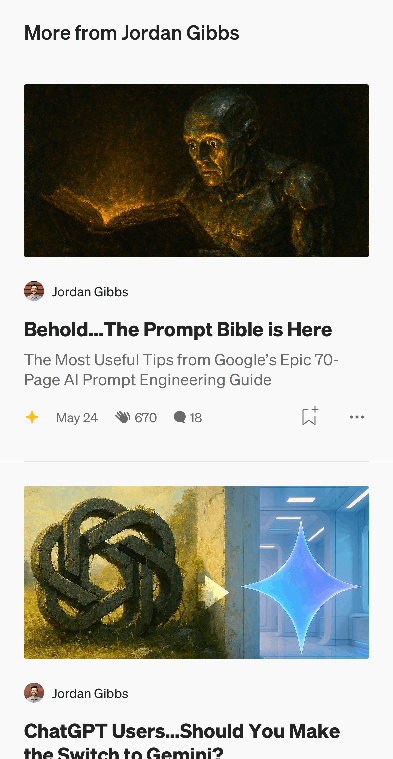 More from Jordan Gibbs
Jordan Gibbs
Behold...The Prompt Bible is Here
The Most Useful Tips from Google’s Epic 70-
Page AI Prompt Engineering Guide
May 24 670 18
Jordan Gibbs
ChatGPT Users...Should You Make
the Switch to Gemini?